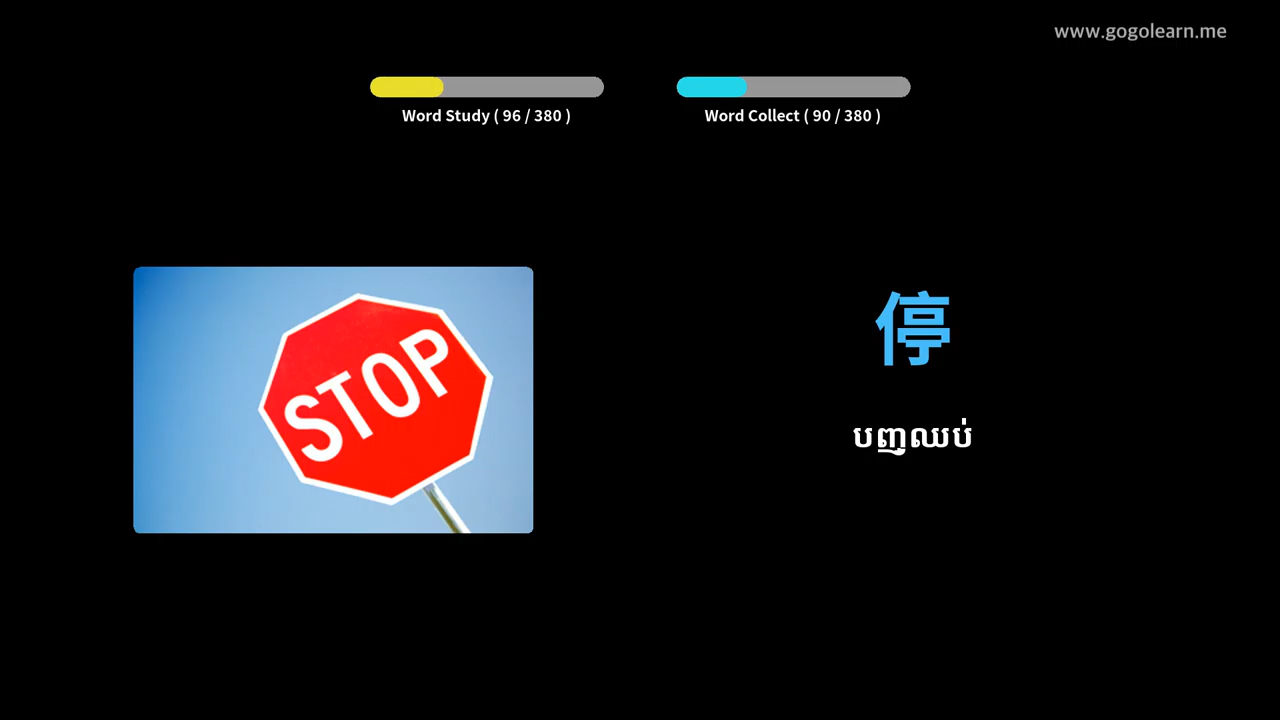 www.gogolearn.me
Word Study ( 96 / 380 )
Word Collect ( 90 / 380 )
STOP
停
បញ្ឈប់